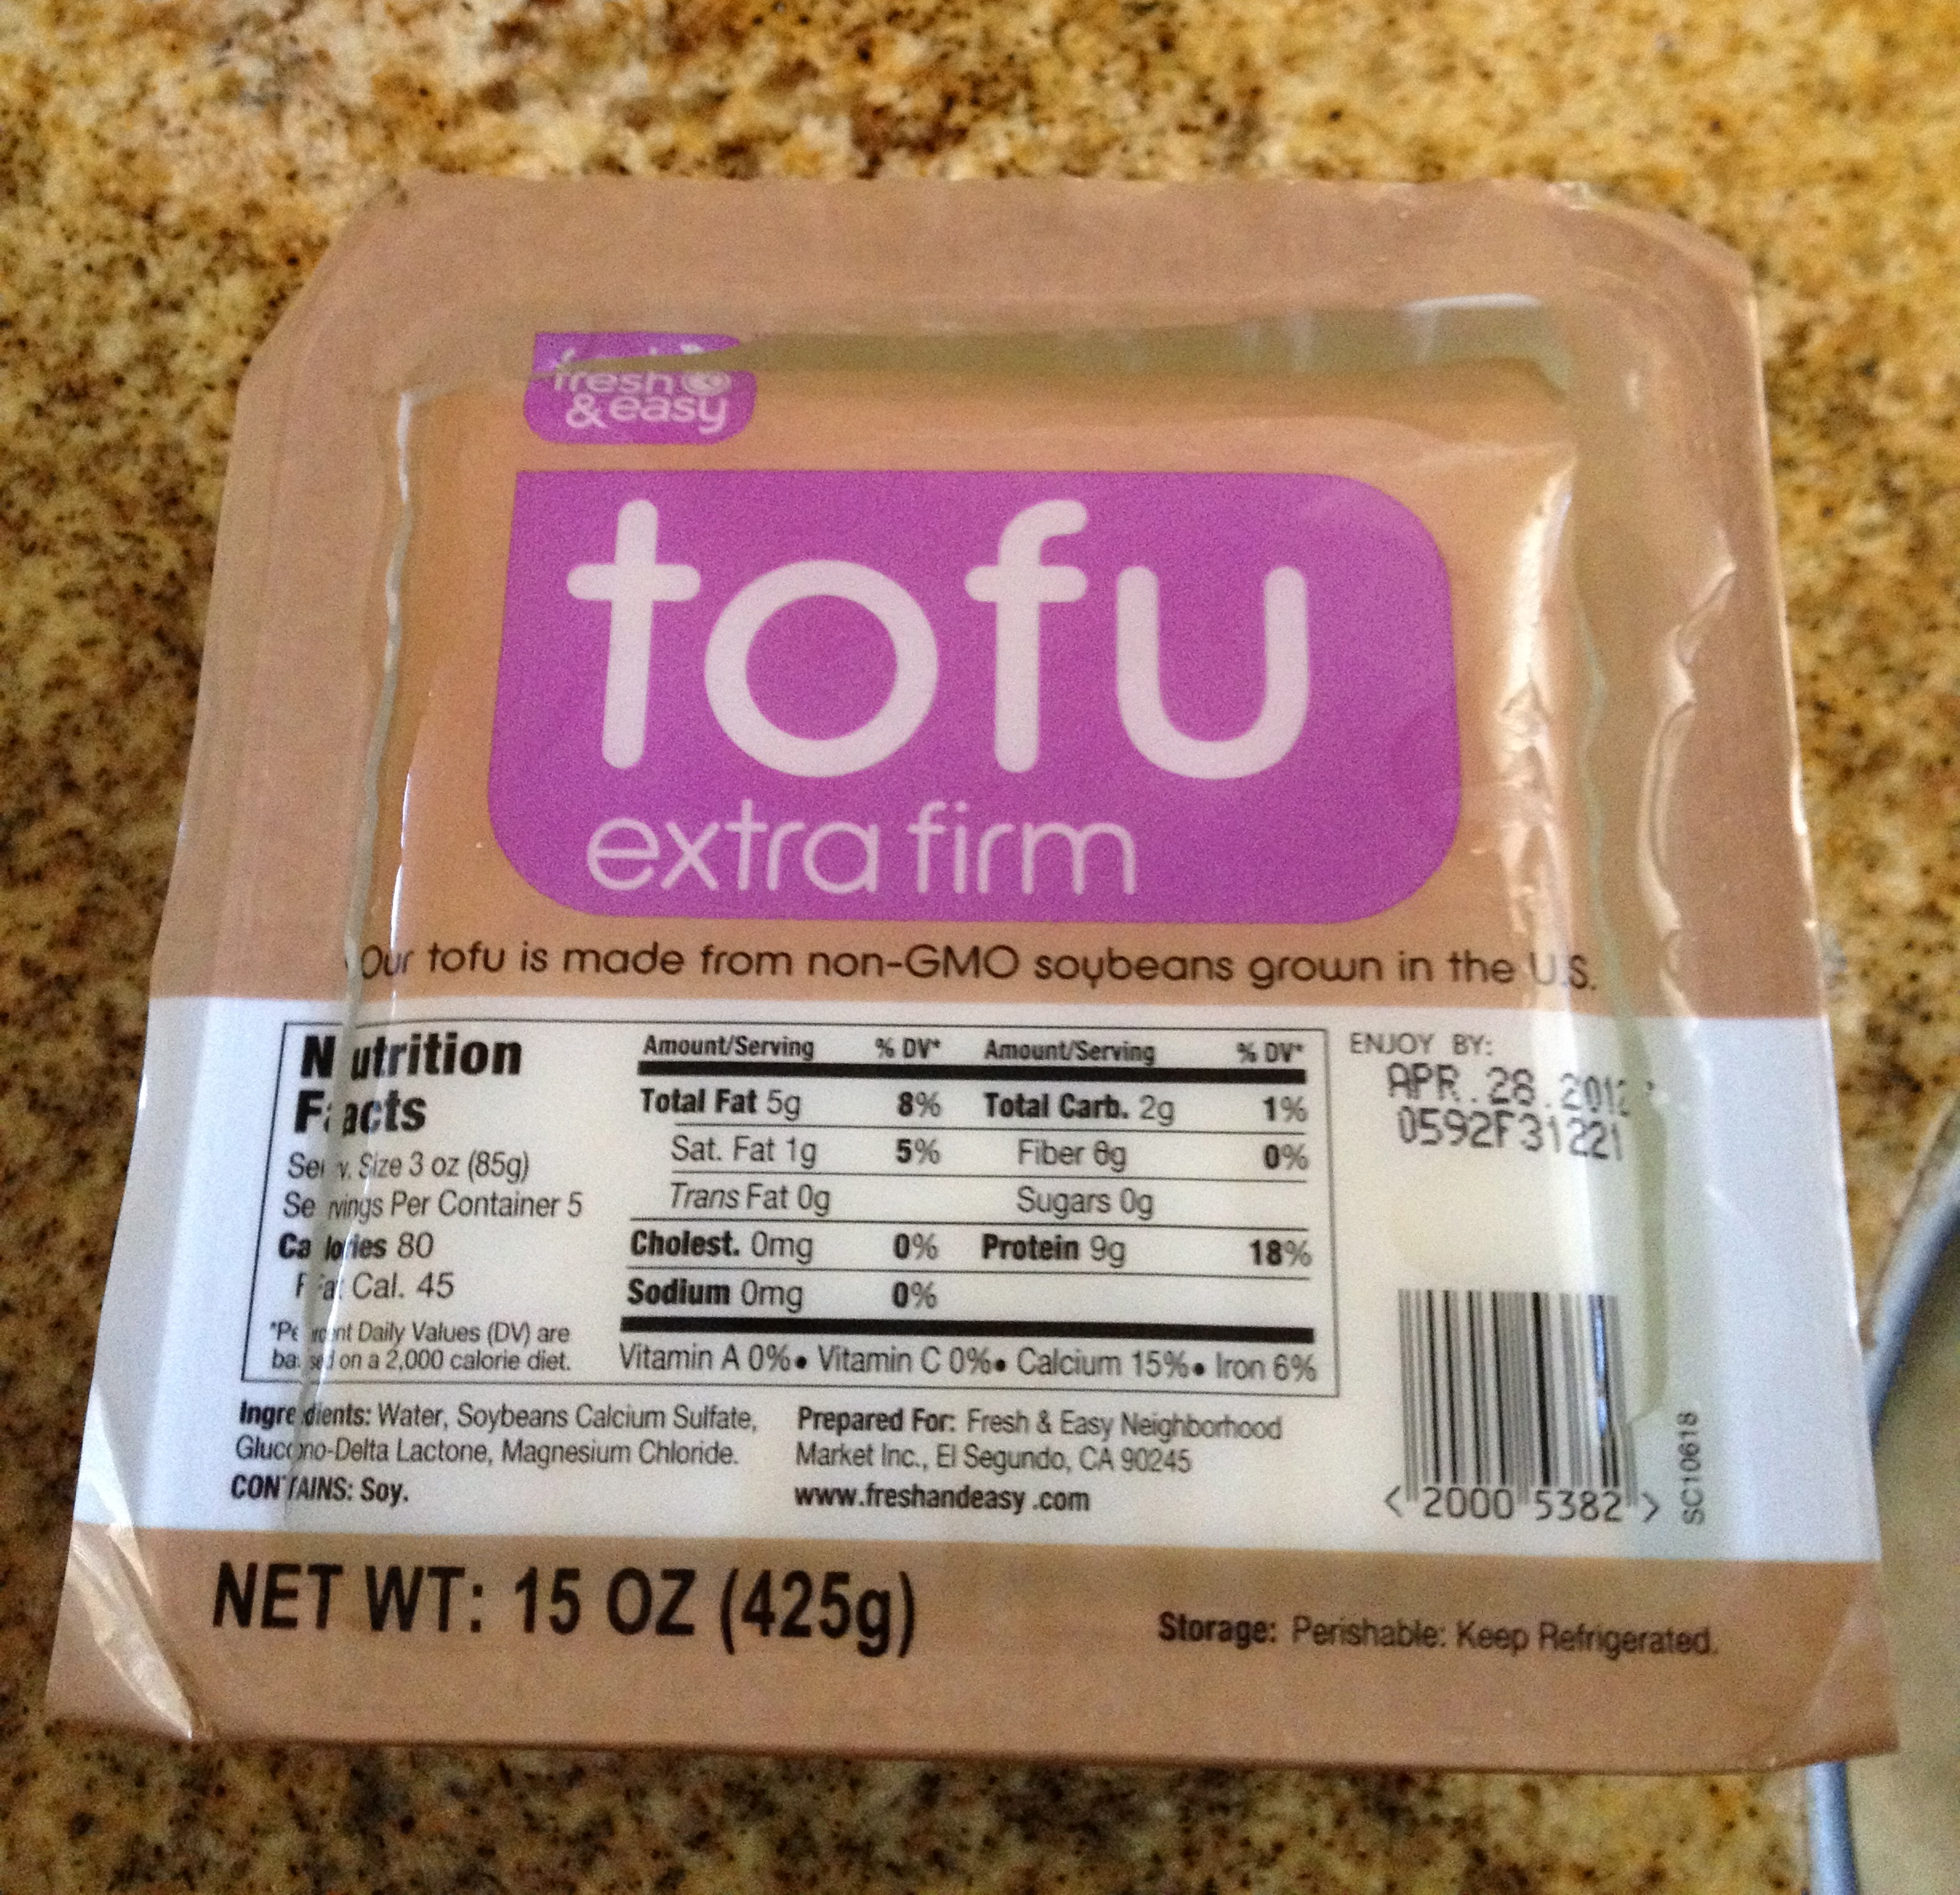 fresh
& easy
tofu
extra firm
Our tofu is made from non-GMO soybeans grown in the U.S.
Nutrition
Facts
Serv. Size 3 oz (85g)
Servings Per Container 5
Calories 80
Fat Cal. 45
*Percent Daily Values (DV) are
based on a 2,000 calorie diet.
Amount/Serving % DV* Amount/Serving % DV*
Total Fat 5g 8% Total Carb. 2g 1%
Sat. Fat 1g 5% Fiber 0g 0%
Trans Fat 0g Sugars 0g
Cholest. 0mg 0% Protein 9g 18%
Sodium 0mg 0%
Vitamin A 0% • Vitamin C 0% • Calcium 15% • Iron 6%
ENJOY BY:
APR.28.2012
0592F31221
Ingredients: Water, Soybeans Calcium Sulfate,
Glucono-Delta Lactone, Magnesium Chloride.
CONTAINS: Soy.
Prepared For: Fresh & Easy Neighborhood
Market Inc., El Segundo, CA 90245
www.freshandeasy.com
< 2000 5382 >
SC10618
NET WT: 15 OZ (425g)
Storage: Perishable: Keep Refrigerated.